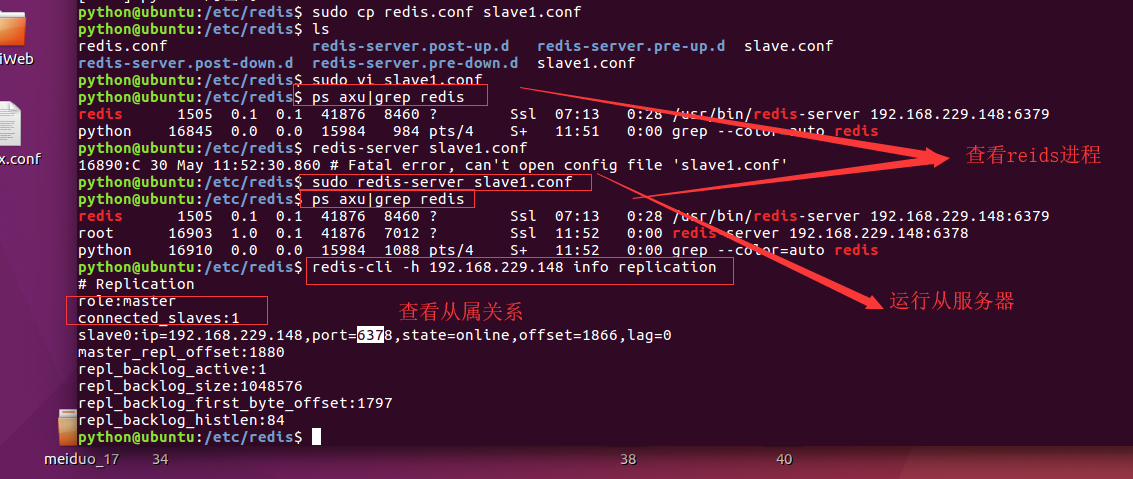 python@ubuntu:/etc/redis$ sudo cp redis.conf slave1.conf
python@ubuntu:/etc/redis$ ls
redis.conf redis-server.post-up.d redis-server.pre-up.d slave.conf
redis-server.post-down.d redis-server.pre-down.d slave1.conf
python@ubuntu:/etc/redis$ sudo vi slave1.conf
python@ubuntu:/etc/redis$ ps axu|grep redis
redis 1505 0.1 0.1 41876 8460 ? Ssl 07:13 0:28 /usr/bin/redis-server 192.168.229.148:6379
python 16845 0.0 0.0 15984 984 pts/4 S+ 11:51 0:00 grep --color=auto redis
python@ubuntu:/etc/redis$ redis-server slave1.conf
16890:C 30 May 11:52:30.860 # Fatal error, can't open config file 'slave1.conf'
python@ubuntu:/etc/redis$ sudo redis-server slave1.conf
python@ubuntu:/etc/redis$ ps axu|grep redis
redis 1505 0.1 0.1 41876 8460 ? Ssl 07:13 0:28 /usr/bin/redis-server 192.168.229.148:6379
root 16903 1.0 0.1 41876 7012 ? Ssl 11:52 0:00 redis-server 192.168.229.148:6378
python 16910 0.0 0.0 15984 1088 pts/4 S+ 11:52 0:00 grep --color=auto redis
python@ubuntu:/etc/redis$ redis-cli -h 192.168.229.148 info replication
# Replication
role:master
connected_slaves:1
slave0:ip=192.168.229.148,port=6378,state=online,offset=1866,lag=0
master_repl_offset:1880
repl_backlog_active:1
repl_backlog_size:1048576
repl_backlog_first_byte_offset:1797
repl_backlog_histlen:84
python@ubuntu:/etc/redis$
查看reids进程
运行从服务器
查看从属关系
iWeb
x.conf
meiduo_17 34 38 40